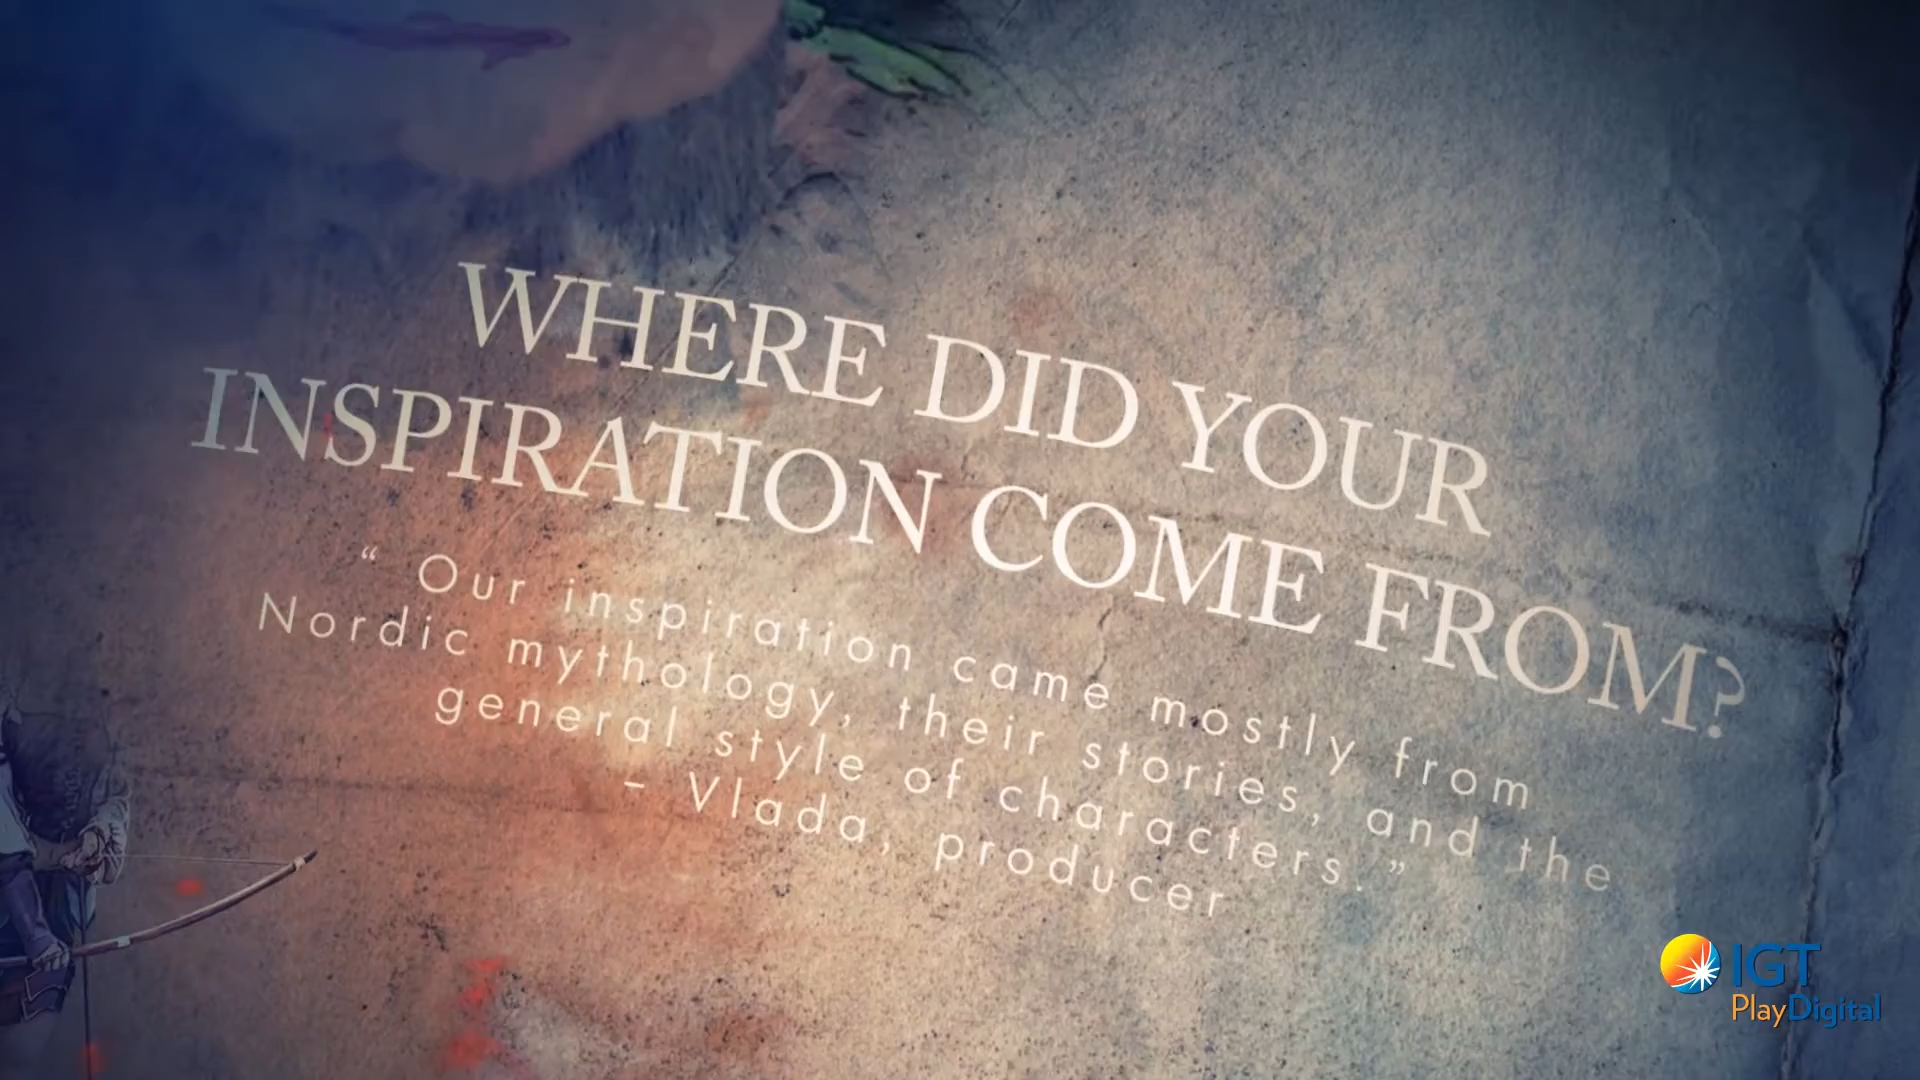 WHERE DID YOUR
INSPIRATION COME FROM?
“ Our inspiration came mostly from
Nordic mythology, their stories, and the
general style of characters.”
– Vlada, producer
IGT
PlayDigital